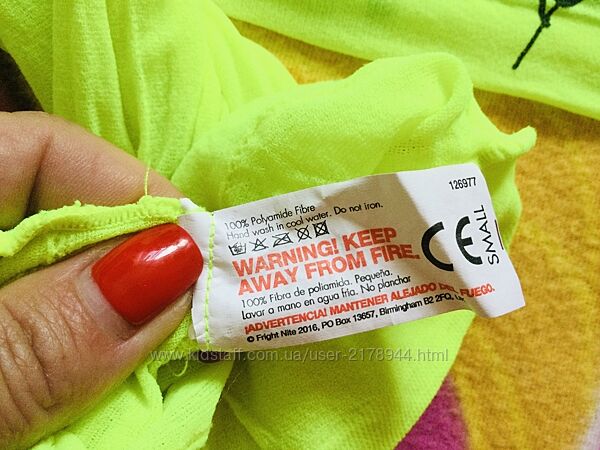 126977
100% Polyamide Fibre
Hand wash in cool water. Do not iron.
WARNING! KEEP
AWAY FROM FIRE.
CE
SMALL
100% Fibra de poliamida. Pequeña.
Lavar a mano en agua fria. No planchar
¡ADVERTENCIA! MANTENER ALEJADO DEL FUEGO.
© Fright Nite 2016, PO Box 13657, Birmingham B2 2FQ,
www.kidstaff.com.ua/user-2178944.html